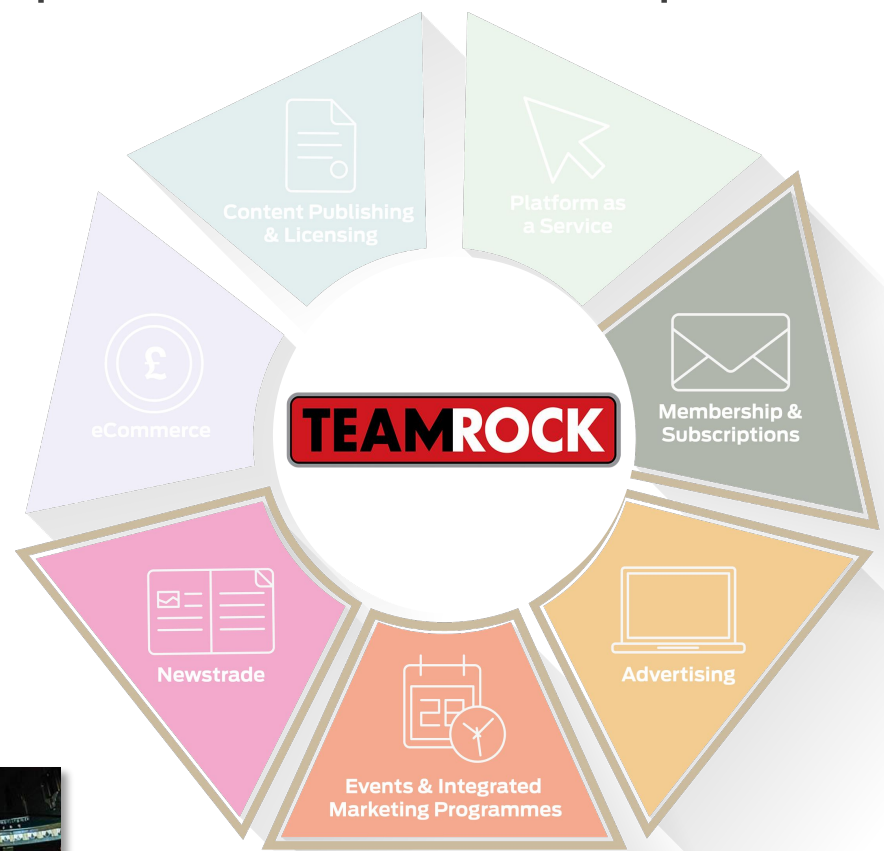 Content Publishing
& Licensing
Platform as
a Service
£
eCommerce
Membership &
Subscriptions
TEAMROCK
Newstrade
Advertising
28
Events & Integrated
Marketing Programmes